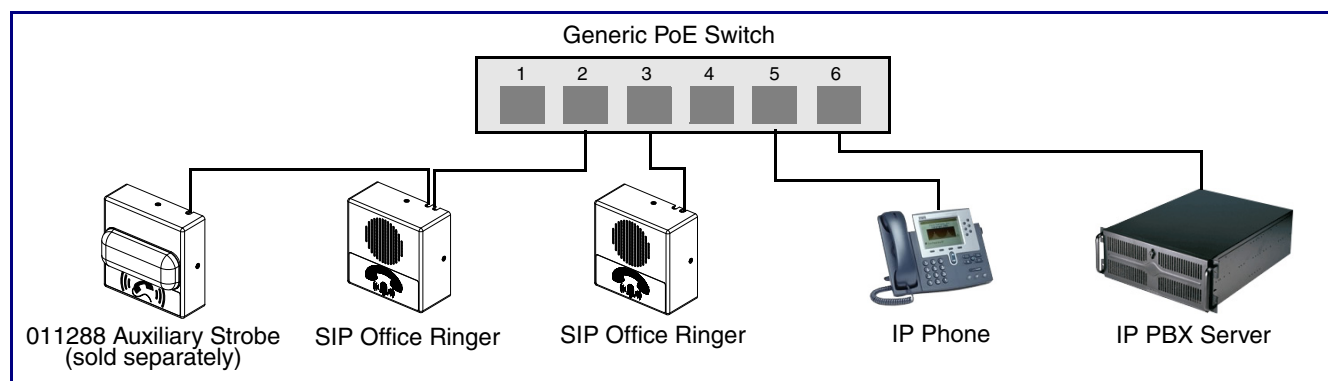 Generic PoE Switch
1 2 3 4 5 6
011288 Auxiliary Strobe
(sold separately)
SIP Office Ringer
SIP Office Ringer
IP Phone
IP PBX Server